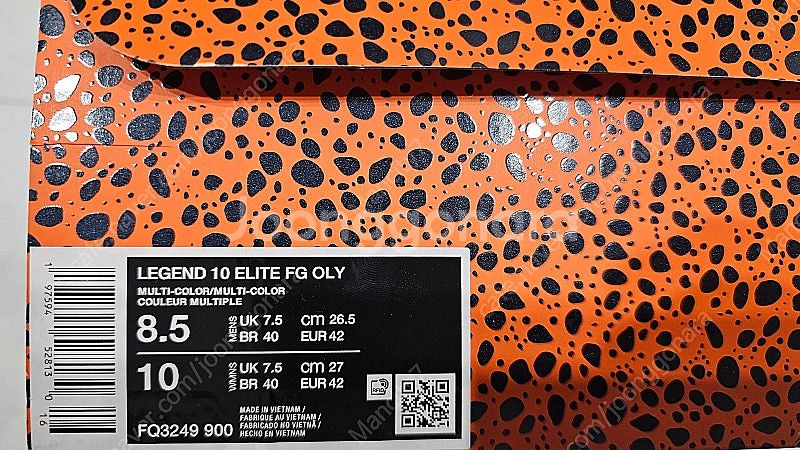 LEGEND 10 ELITE FG OLY
MULTI-COLOR/MULTI-COLOR
COULEUR MULTIPLE
8.5 MENS UK 7.5 cm 26.5
BR 40 EUR 42
10 WMNS UK 7.5 cm 27
BR 40 EUR 42
RFID
FQ3249 900
MADE IN VIETNAM /
FABRIQUE AU VIETNAM /
FABRICADO NO VIETNÃ /
HECHO EN VIETNAM
1 97594 52813 0 16
Joonggonara